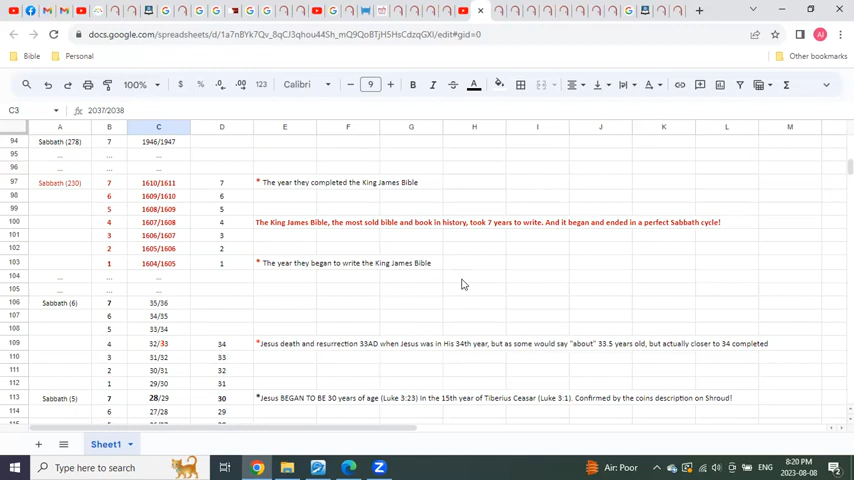 docs.google.com/spreadsheets/d/1a7nBYk7Qv_8qCJ3qhou44Sh_mQ9QoBTjH5HsCdzqGXI/edit#gid=0
AI
Bible Personal Other bookmarks
100% $ % .0 .00 123 Calibri 9 B I A
C3 2037/2038
A B C D E F G H I J K L M
94 Sabbath (278) 7 1946/1947
95 ... ... ...
96 ... ... ...
97 Sabbath (230) 7 1610/1611 7 * The year they completed the King James Bible
98 6 1609/1610 6
99 5 1608/1609 5
100 4 1607/1608 4 The King James Bible, the most sold bible and book in history, took 7 years to write. And it began and ended in a perfect Sabbath cycle!
101 3 1606/1607 3
102 2 1605/1606 2
103 1 1604/1605 1 * The year they began to write the King James Bible
104 ... ... ...
105 ... ... ...
106 Sabbath (6) 7 35/36
107 6 34/35
108 5 33/34
109 4 32/33 34 *Jesus death and resurrection 33AD when Jesus was in His 34th year, but as some would say "about" 33.5 years old, but actually closer to 34 completed
110 3 31/32 33
111 2 30/31 32
112 1 29/30 31
113 Sabbath (5) 7 28/29 30 *Jesus BEGAN TO BE 30 years of age (Luke 3:23) In the 15th year of Tiberius Ceasar (Luke 3:1). Confirmed by the coins description on Shroud!
114 6 27/28 29
Sheet1
Type here to search Air: Poor ENG 8:20 PM
2023-08-08 2